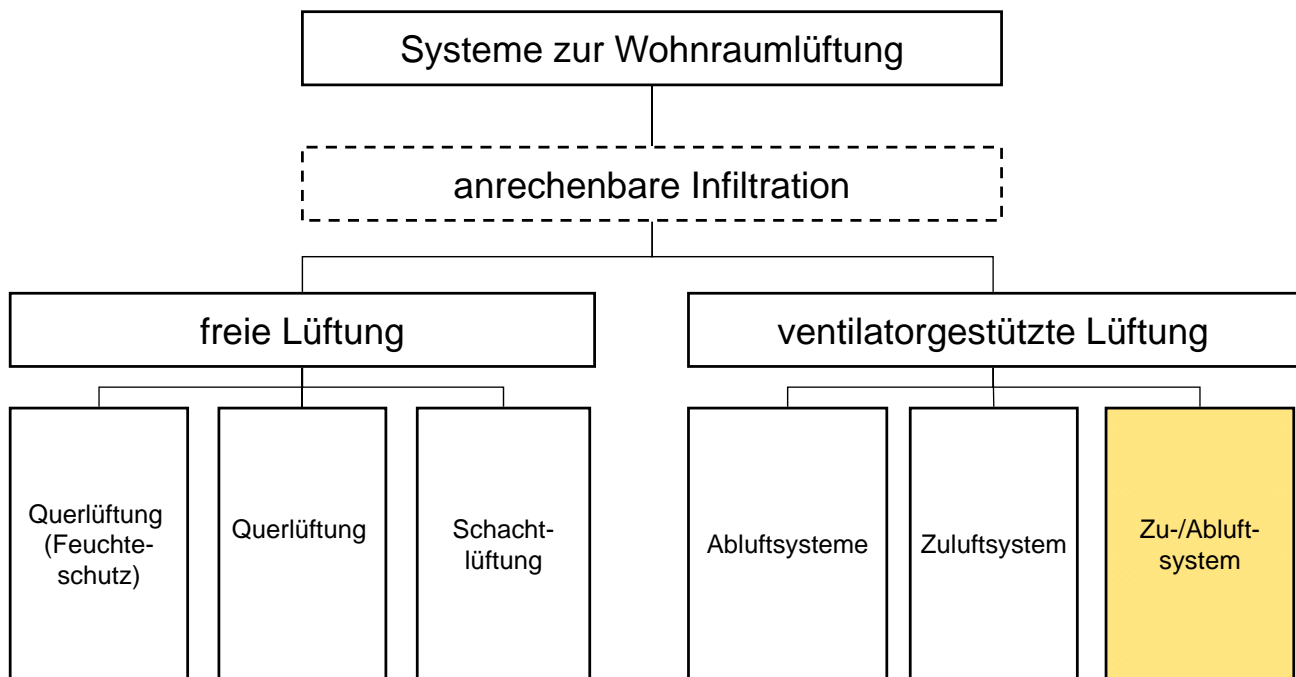 Systeme zur Wohnraumlüftung
anrechenbare Infiltration
freie Lüftung
ventilatorgestützte Lüftung
Querlüftung
(Feuchte-
schutz)
Querlüftung
Schacht-
lüftung
Abluftsysteme
Zuluftsystem
Zu-/Abluft-
system